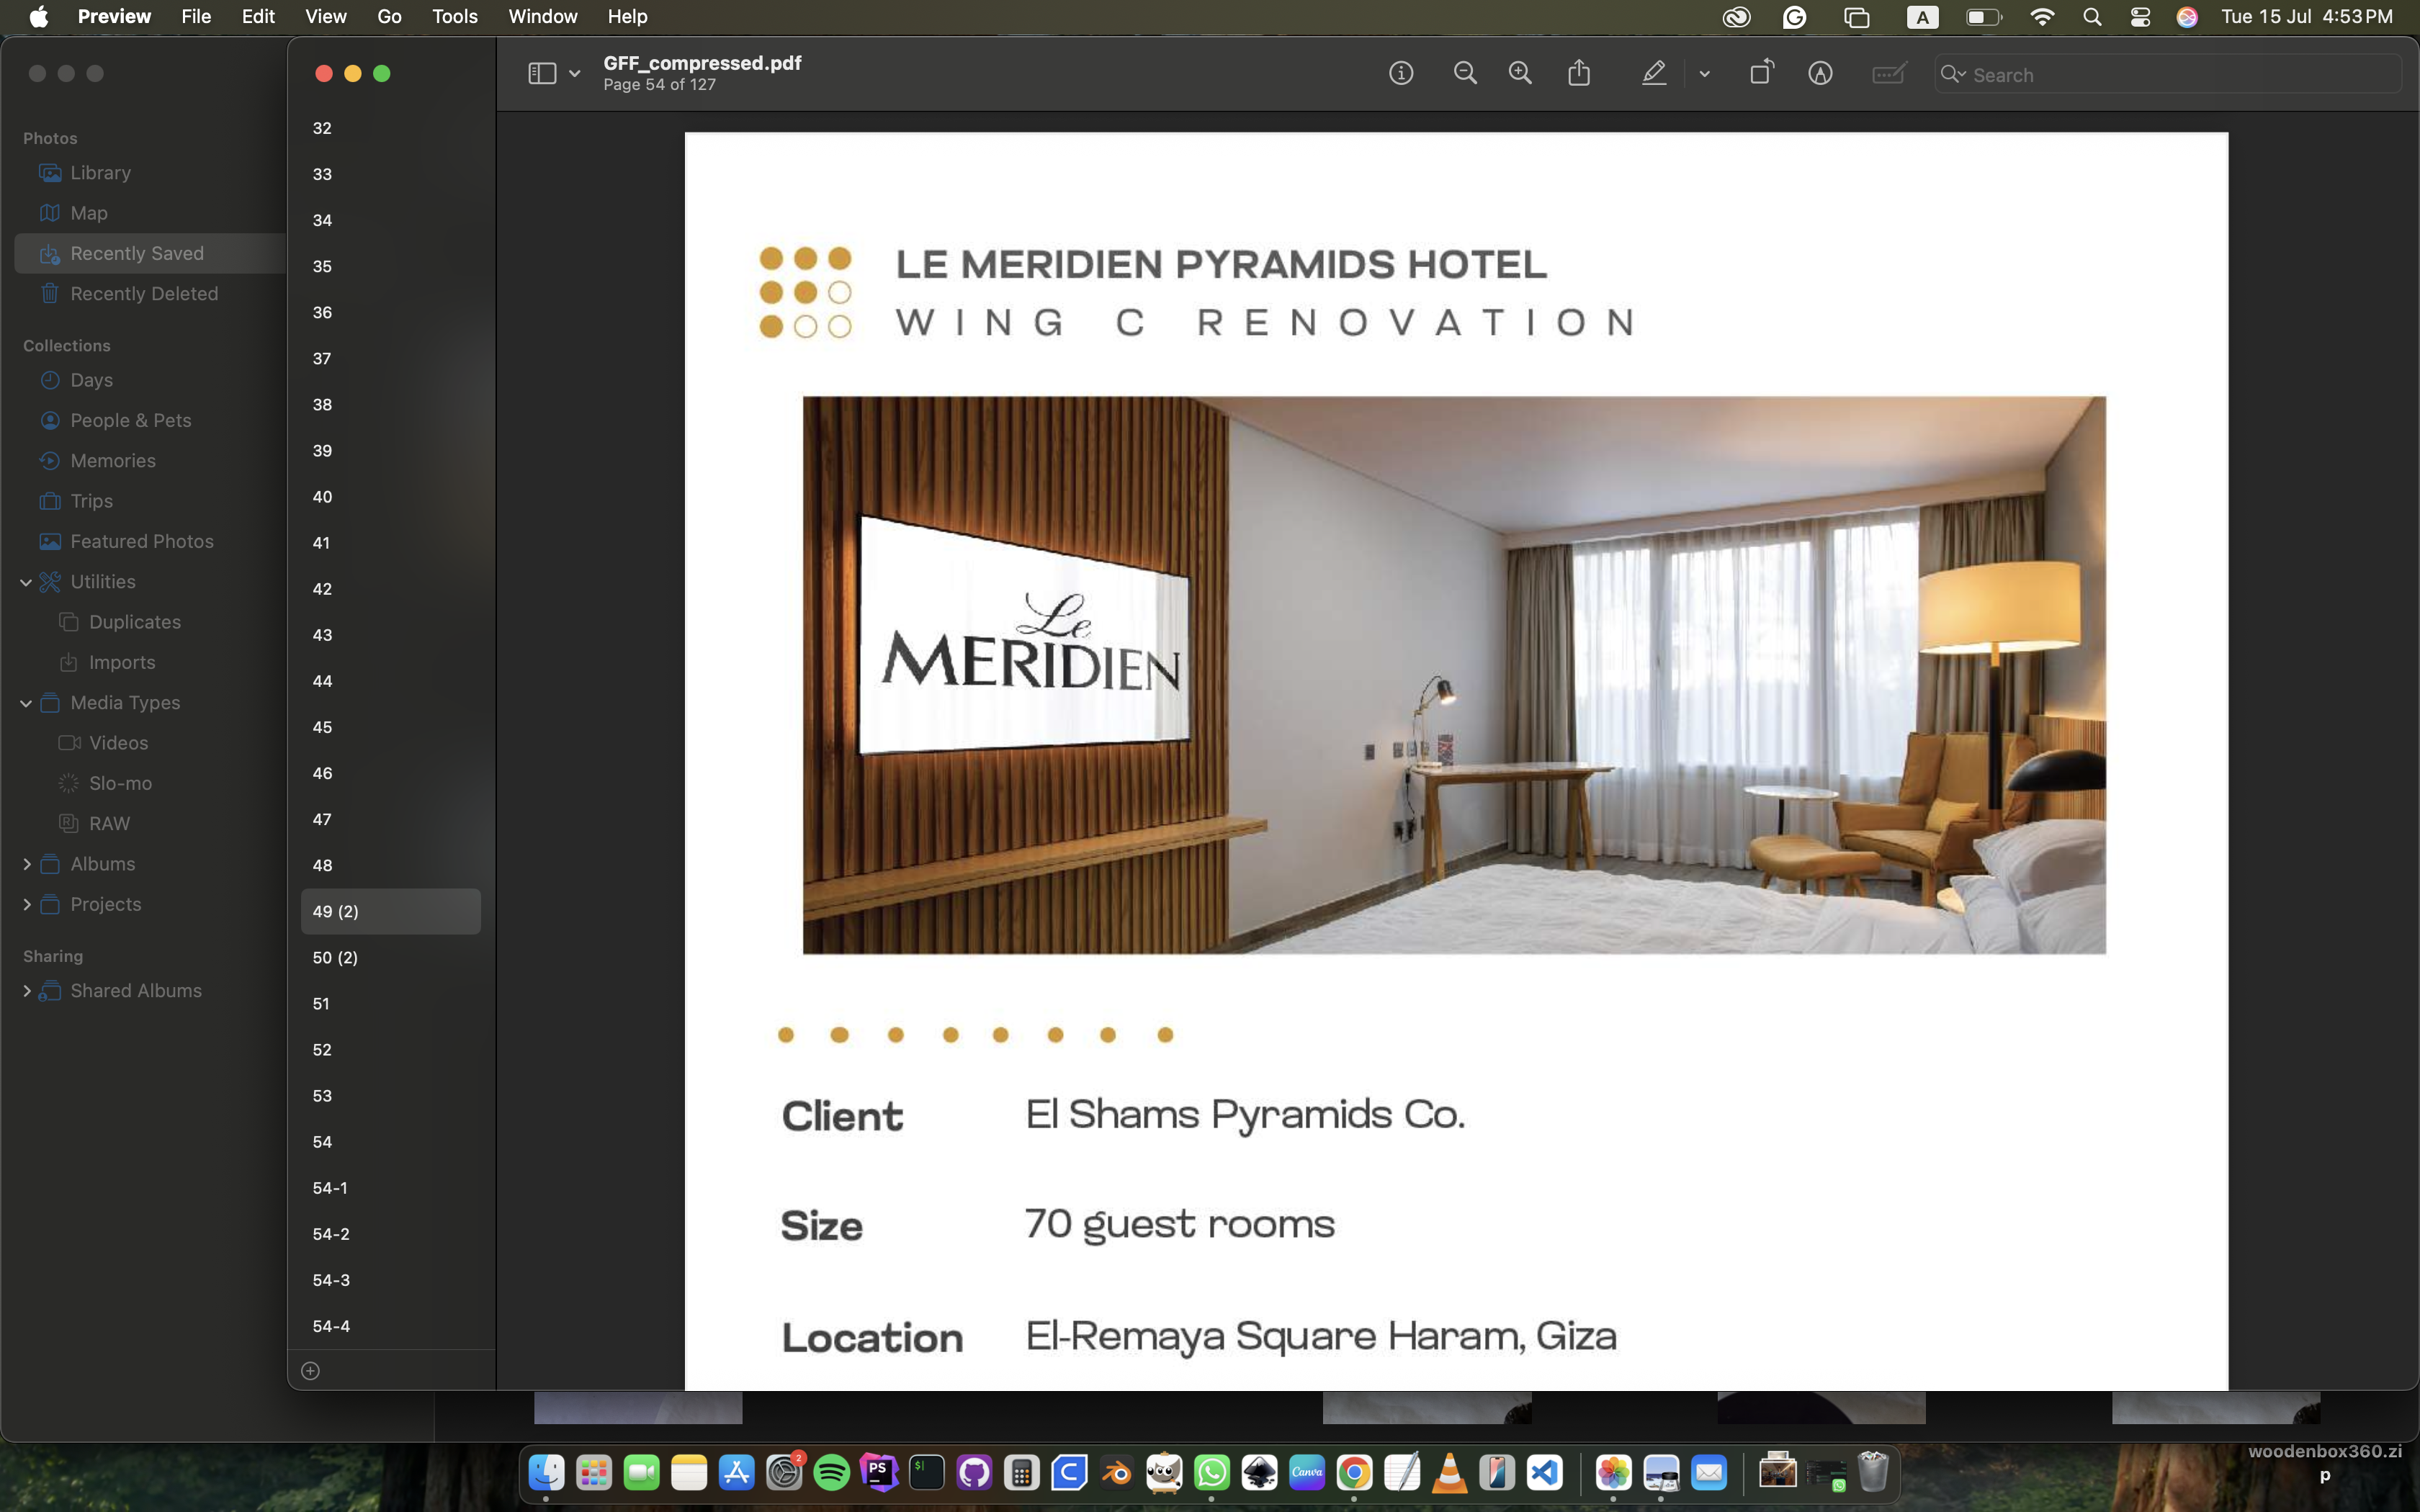 Preview File Edit View Go Tools Window Help
A
Tue 15 Jul 4:53 PM
Photos
Library
Map
Recently Saved
Recently Deleted
Collections
Days
People & Pets
Memories
Trips
Featured Photos
Utilities
Duplicates
Imports
Media Types
Videos
Slo-mo
RAW
Albums
Projects
Sharing
Shared Albums
32
33
34
35
36
37
38
39
40
41
42
43
44
45
46
47
48
49 (2)
50 (2)
51
52
53
54
54-1
54-2
54-3
54-4
GFF_compressed.pdf
Page 54 of 127
Search
LE MERIDIEN PYRAMIDS HOTEL
WING C RENOVATION
Le
MERIDIEN
Client El Shams Pyramids Co.
Size 70 guest rooms
Location El-Remaya Square Haram, Giza
woodenbox360.zi
p
2
PS
$
Canva